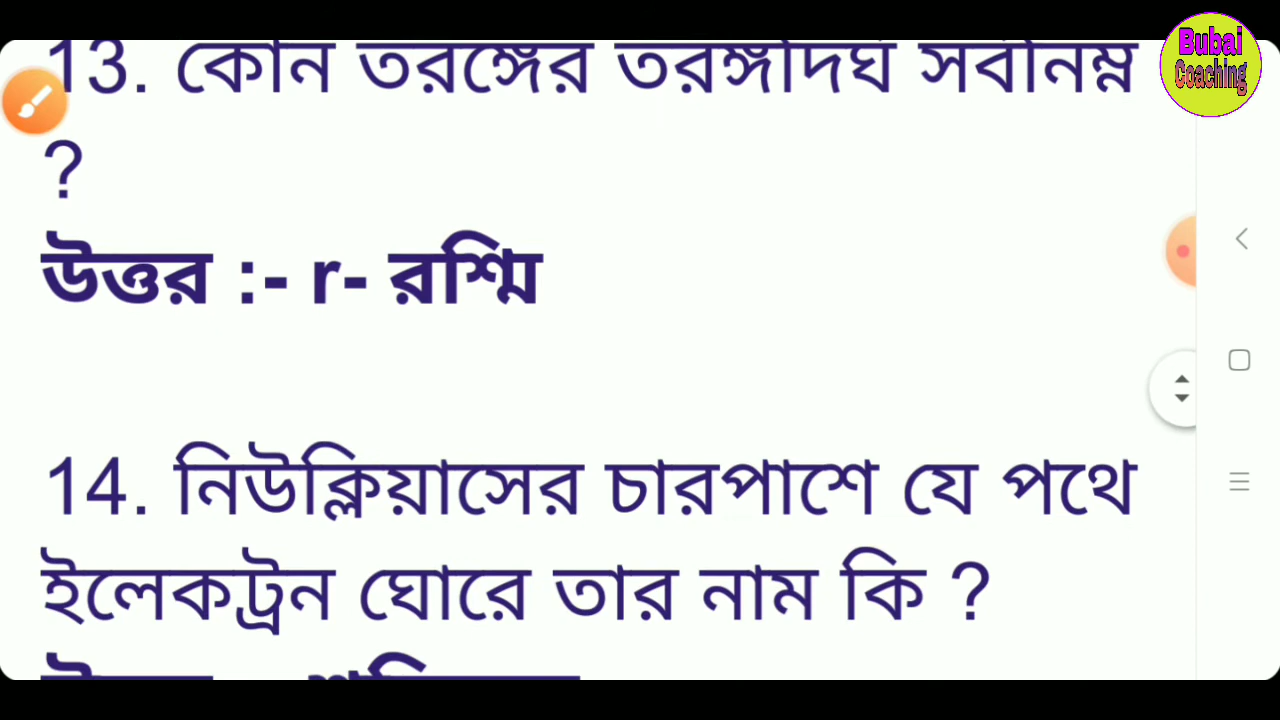 13. কোন তরঙ্গের তরঙ্গদৈর্ঘ্য সর্বনিম্ন
?
উত্তর :- r- রশ্মি
14. নিউক্লিয়াসের চারপাশে যে পথে
ইলেকট্রন ঘোরে তার নাম কি ?
Bubai
Coaching